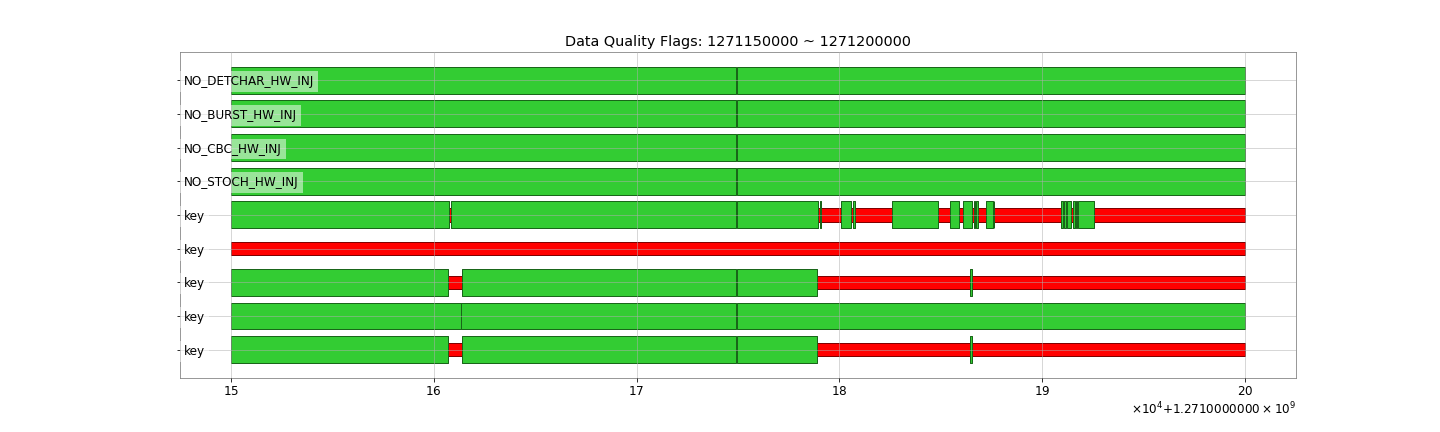 Data Quality Flags: 1271150000 ~ 1271200000
NO_DETCHAR_HW_INJ
NO_BURST_HW_INJ
NO_CBC_HW_INJ
NO_STOCH_HW_INJ
key
key
key
key
key
15 16 17 18 19 20
×10⁴+1.2710000000 × 10⁹